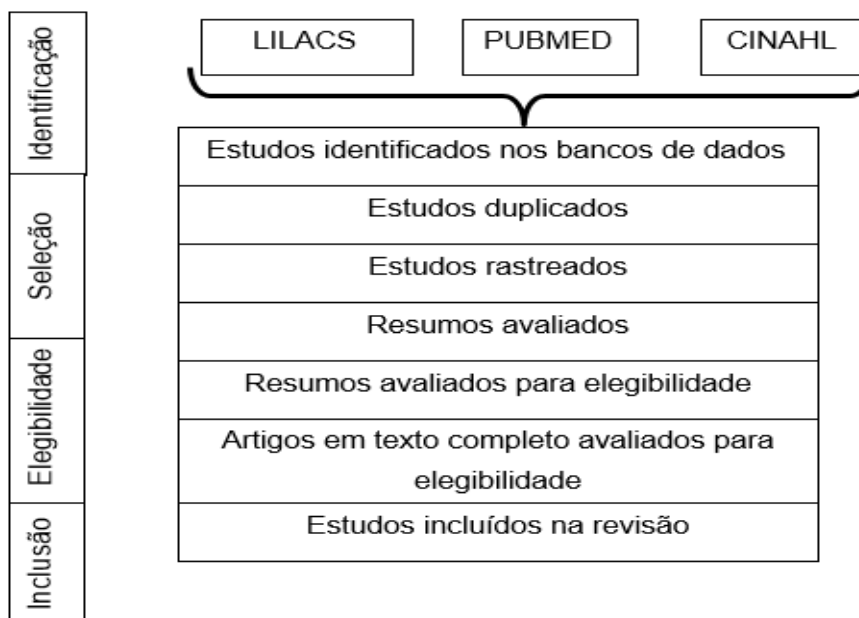 LILACS
PUBMED
CINAHL
Identificação
Estudos identificados nos bancos de dados
Seleção
Estudos duplicados
Estudos rastreados
Resumos avaliados
Elegibilidade
Resumos avaliados para elegibilidade
Artigos em texto completo avaliados para
elegibilidade
Inclusão
Estudos incluídos na revisão